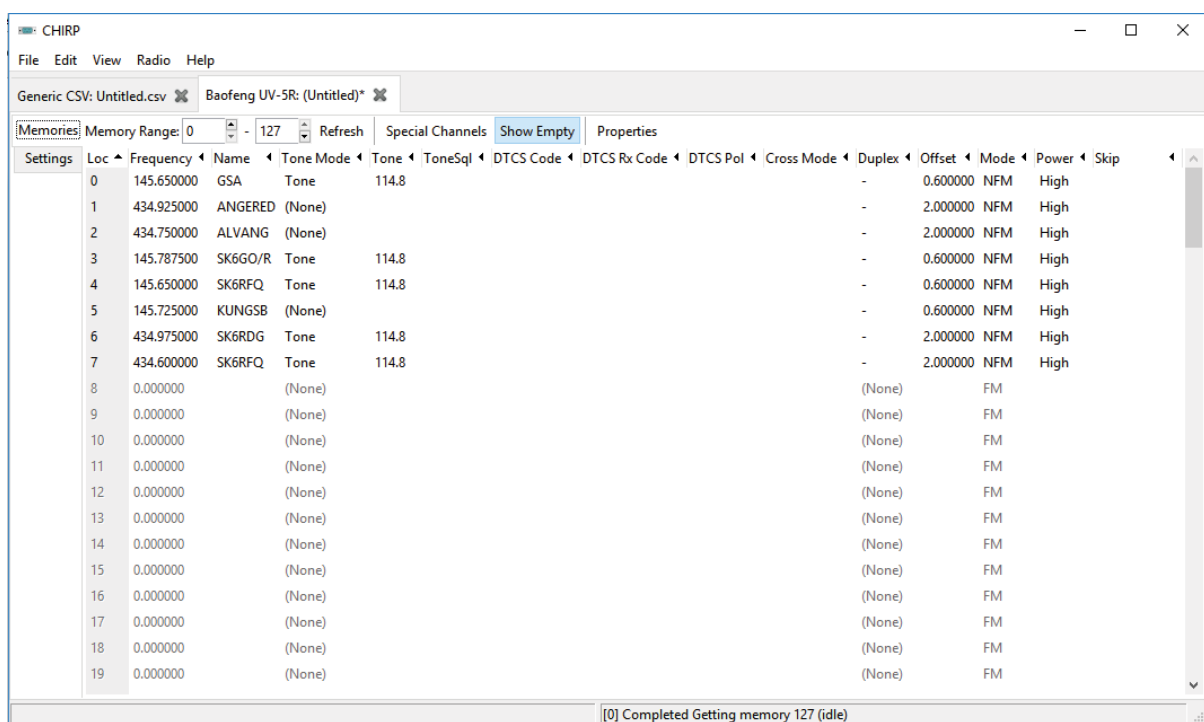 CHIRP
File Edit View Radio Help
Generic CSV: Untitled.csv Baofeng UV-5R: (Untitled)*
Memories Memory Range: 0 - 127 Refresh Special Channels Show Empty Properties
Settings Loc Frequency Name Tone Mode Tone ToneSql DTCS Code DTCS Rx Code DTCS Pol Cross Mode Duplex Offset Mode Power Skip
0 145.650000 GSA Tone 114.8 - 0.600000 NFM High
1 434.925000 ANGERED (None) - 2.000000 NFM High
2 434.750000 ALVANG (None) - 2.000000 NFM High
3 145.787500 SK6GO/R Tone 114.8 - 0.600000 NFM High
4 145.650000 SK6RFQ Tone 114.8 - 0.600000 NFM High
5 145.725000 KUNGSB (None) - 0.600000 NFM High
6 434.975000 SK6RDG Tone 114.8 - 2.000000 NFM High
7 434.600000 SK6RFQ Tone 114.8 - 2.000000 NFM High
8 0.000000 (None) (None) FM
9 0.000000 (None) (None) FM
10 0.000000 (None) (None) FM
11 0.000000 (None) (None) FM
12 0.000000 (None) (None) FM
13 0.000000 (None) (None) FM
14 0.000000 (None) (None) FM
15 0.000000 (None) (None) FM
16 0.000000 (None) (None) FM
17 0.000000 (None) (None) FM
18 0.000000 (None) (None) FM
19 0.000000 (None) (None) FM
[0] Completed Getting memory 127 (idle)